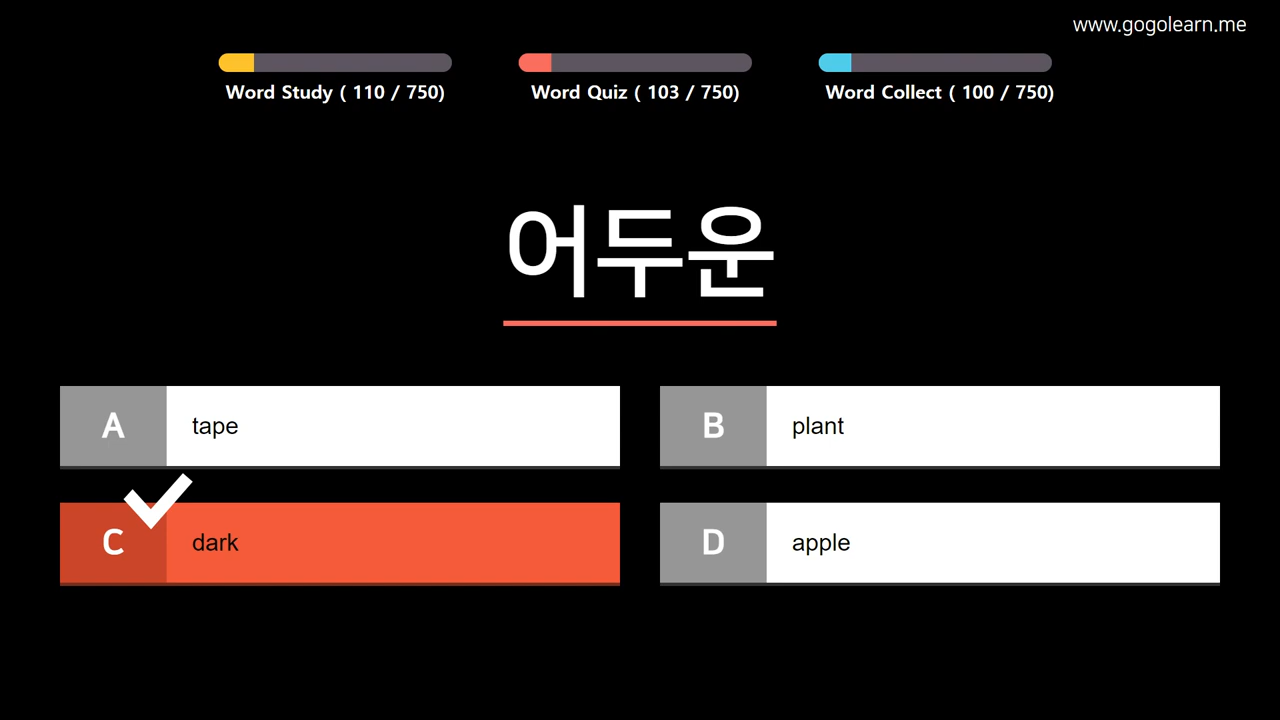 www.gogolearn.me
Word Study ( 110 / 750)
Word Quiz ( 103 / 750)
Word Collect ( 100 / 750)
어두운
A tape
B plant
C dark
D apple